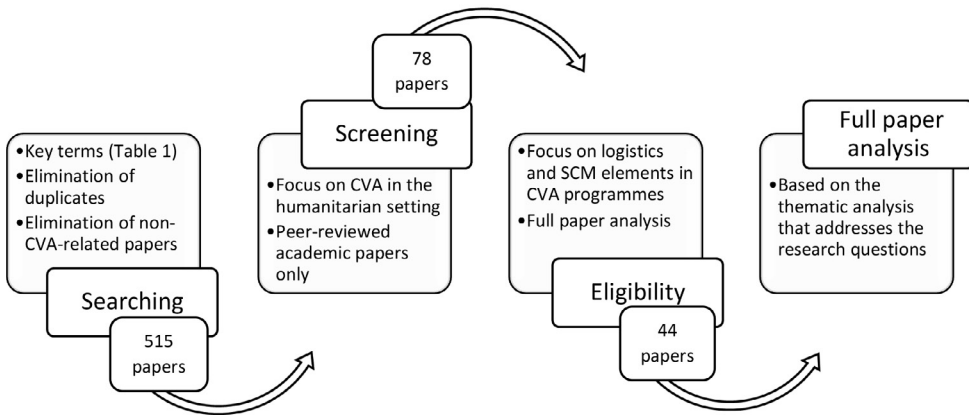 •Key terms (Table 1)
•Elimination of
duplicates
•Elimination of non-
CVA-related papers
Searching
515
papers
78
papers
Screening
•Focus on CVA in the
humanitarian setting
•Peer-reviewed
academic papers
only
•Focus on logistics
and SCM elements in
CVA programmes
•Full paper analysis
Eligibility
44
papers
Full paper
analysis
•Based on the
thematic analysis
that addresses the
research questions